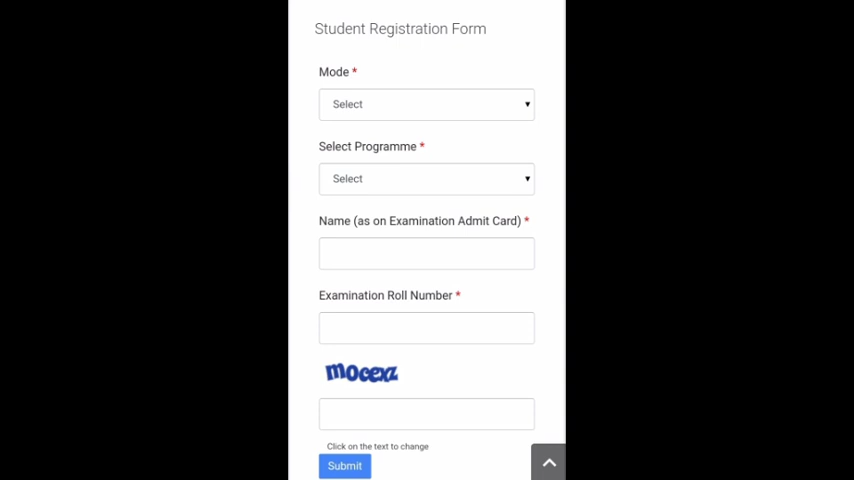 Student Registration Form
Mode *
Select
Select Programme *
Select
Name (as on Examination Admit Card) *
Examination Roll Number *
mocexz
Click on the text to change
Submit